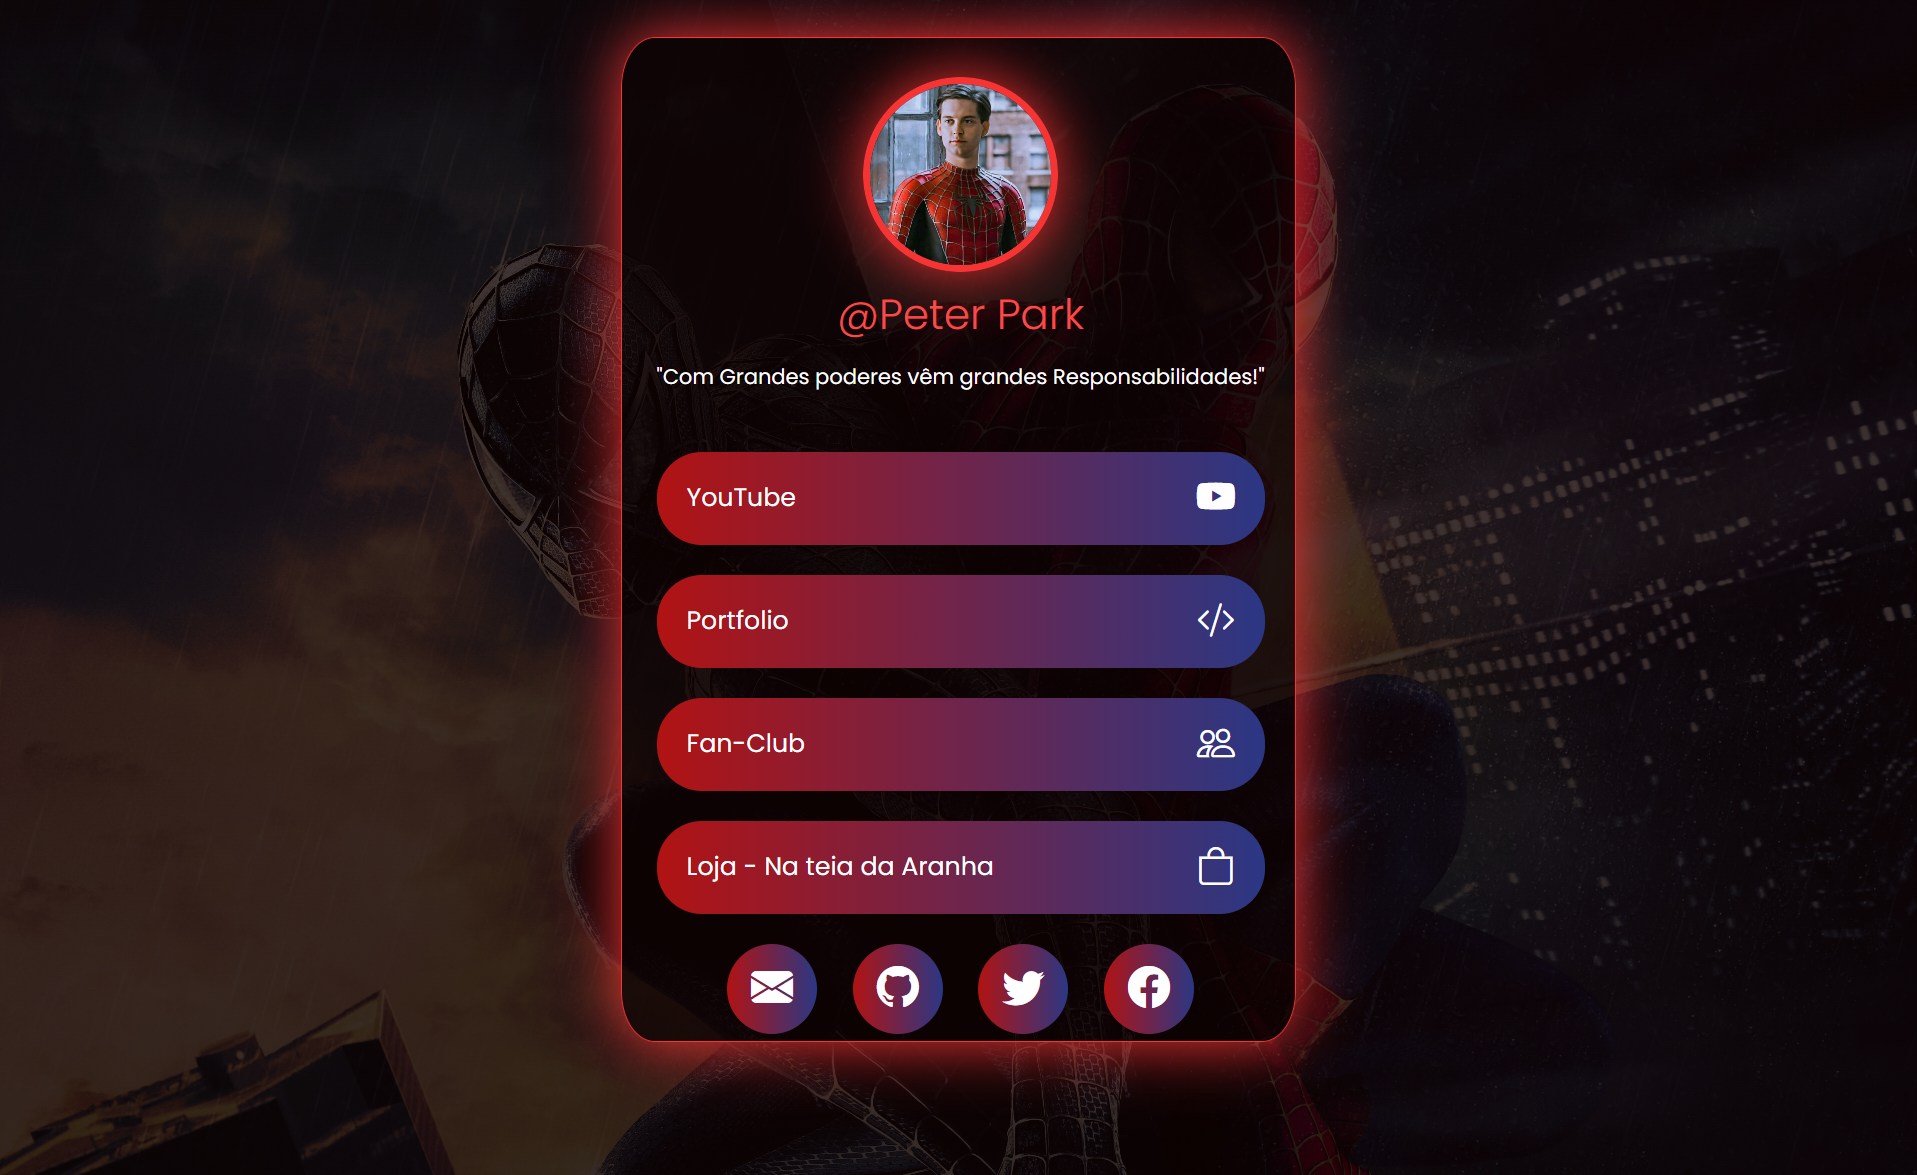 @Peter Park
"Com Grandes poderes vêm grandes Responsabilidades!"
YouTube
Portfolio
Fan-Club
Loja - Na teia da Aranha